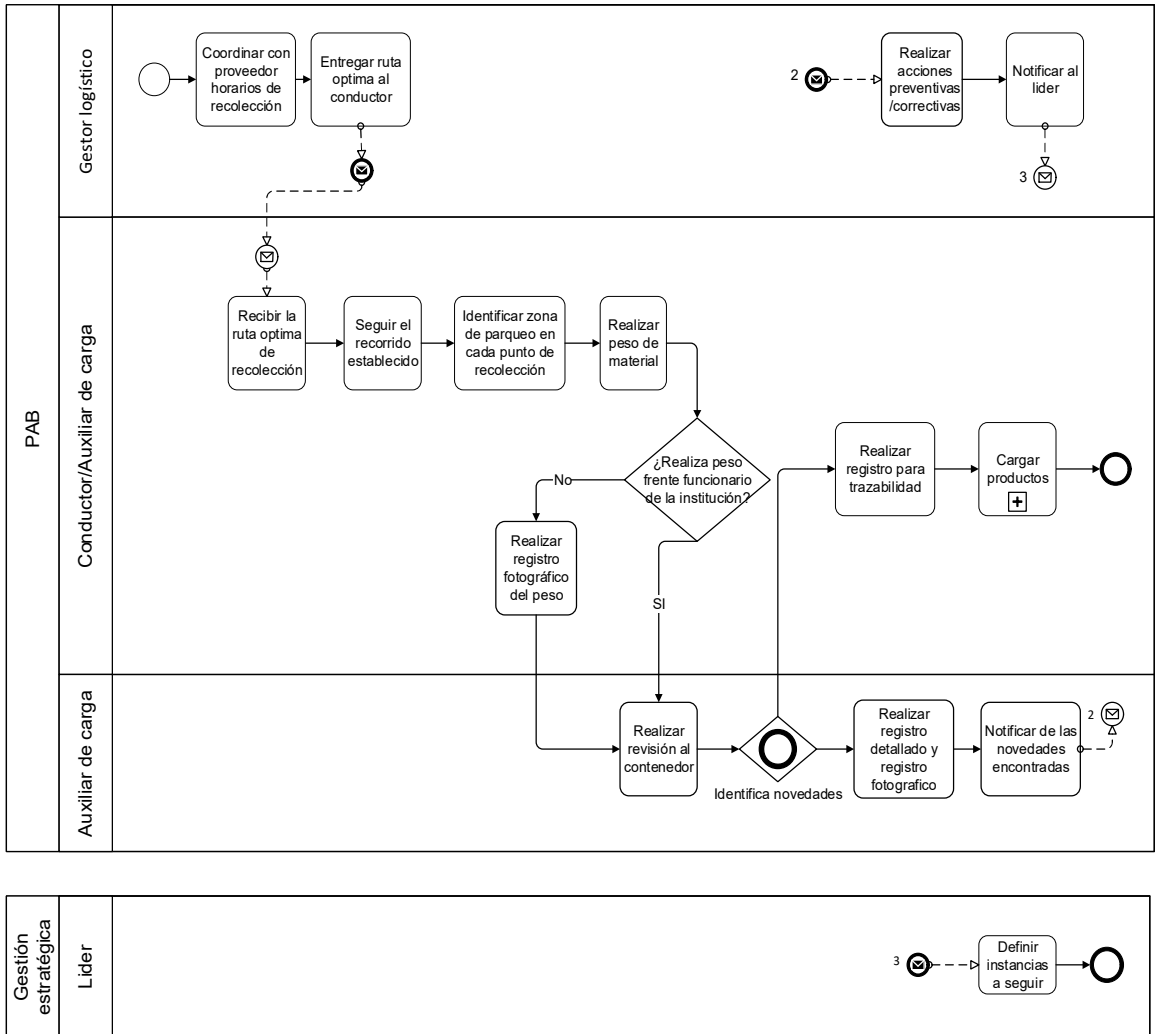 PAB
Gestor logístico
Coordinar con
proveedor
horarios de
recolección
Entregar ruta
optima al
conductor
2
Realizar
acciones
preventivas
/correctivas
Notificar al
lider
3
Conductor/Auxiliar de carga
Recibir la
ruta optima
de
recolección
Seguir el
recorrido
establecido
Identificar zona
de parqueo en
cada punto de
recolección
Realizar
peso de
material
¿Realiza peso
frente funcionario
de la institución?
No
SI
Realizar
registro
fotográfico
del peso
Realizar
registro para
trazabilidad
Cargar
productos
Auxiliar de carga
Realizar
revisión al
contenedor
Identifica novedades
Realizar
registro
detallado y
registro
fotografico
Notificar de las
novedades
encontradas
2
Gestión
estratégica
Lider
3
Definir
instancias
a seguir